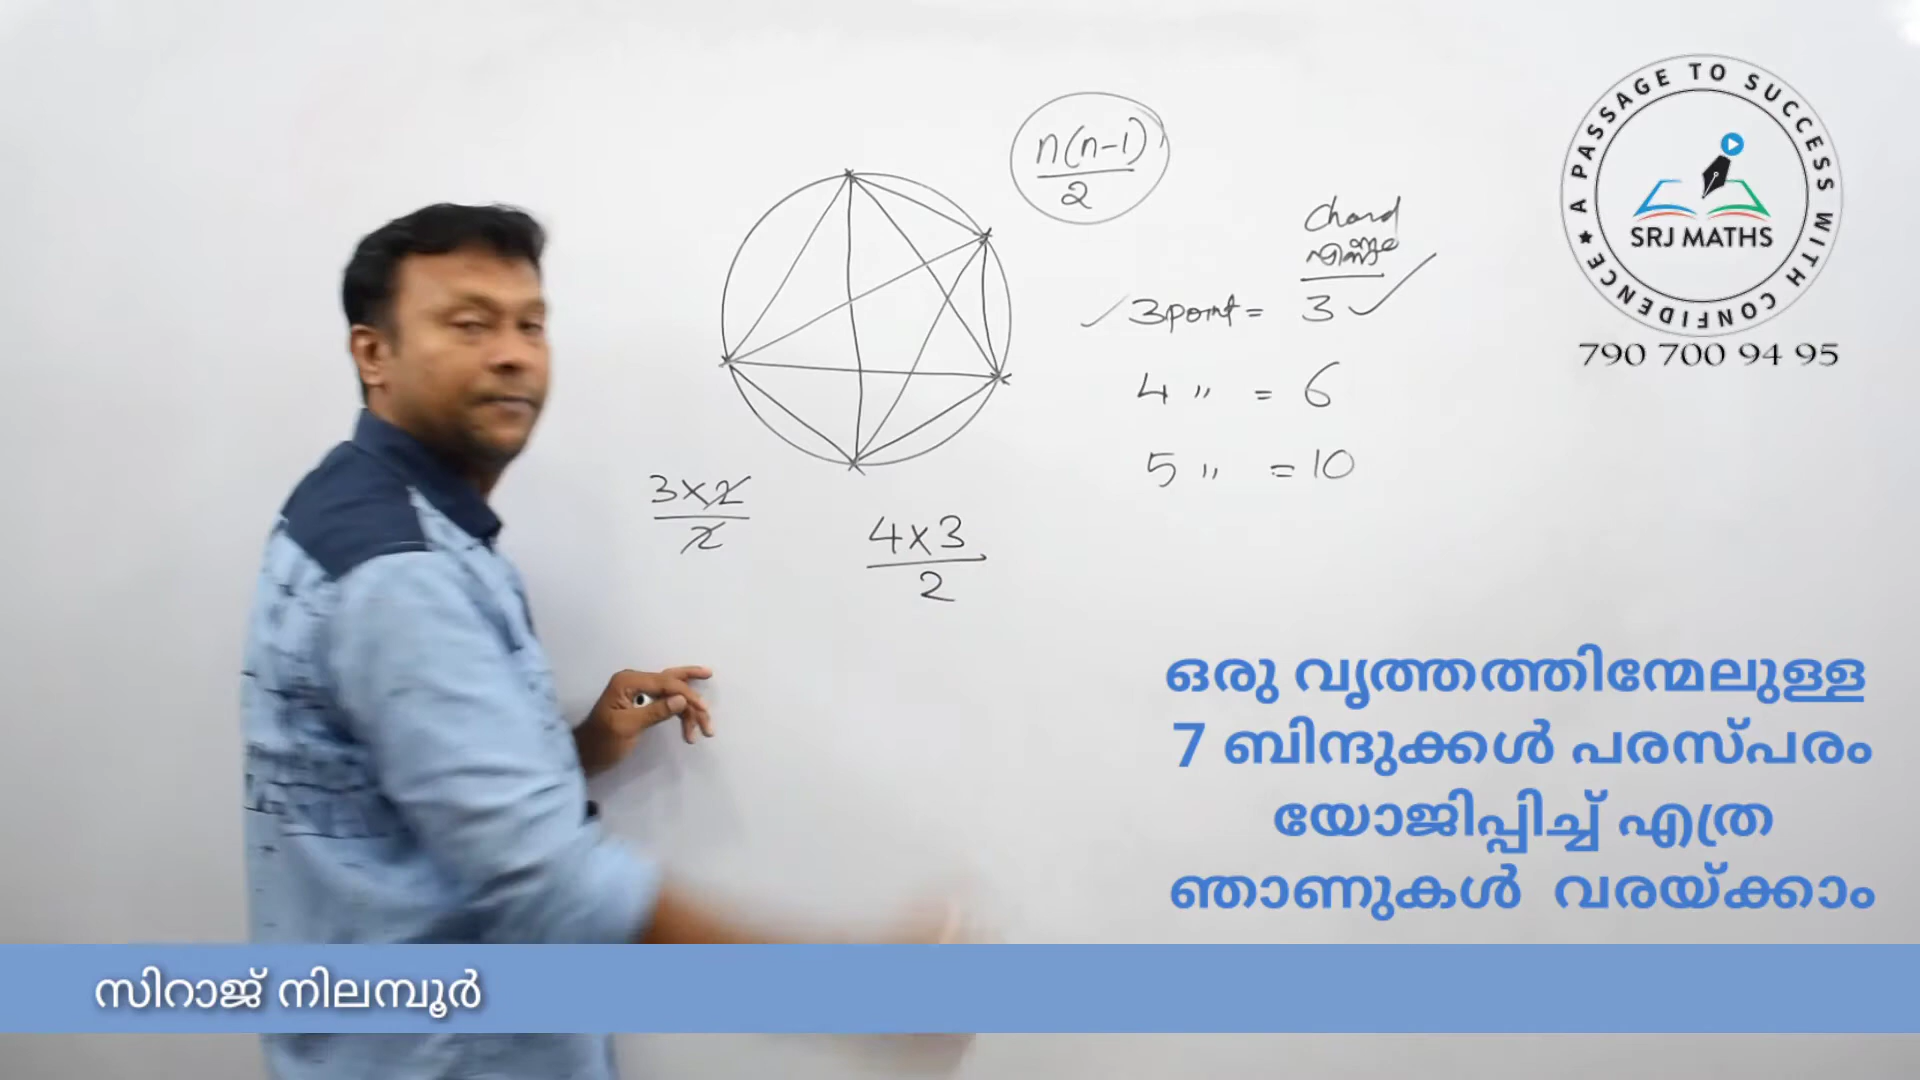 n(n-1)
2
A PASSAGE TO SUCCESS WITH CONFIDENCE ★
SRJ MATHS
790 700 94 95
Chord
എണ്ണം
3 point = 3 ✓
4 〃 = 6
5 〃 = 10
3×2
2
4×3
2
ഒരു വൃത്തത്തിന്മേലുള്ള
7 ബിന്ദുക്കൾ പരസ്പരം
യോജിപ്പിച്ച് എത്ര
ഞാണുകൾ വരയ്ക്കാം
സിറാജ് നിലമ്പൂർ